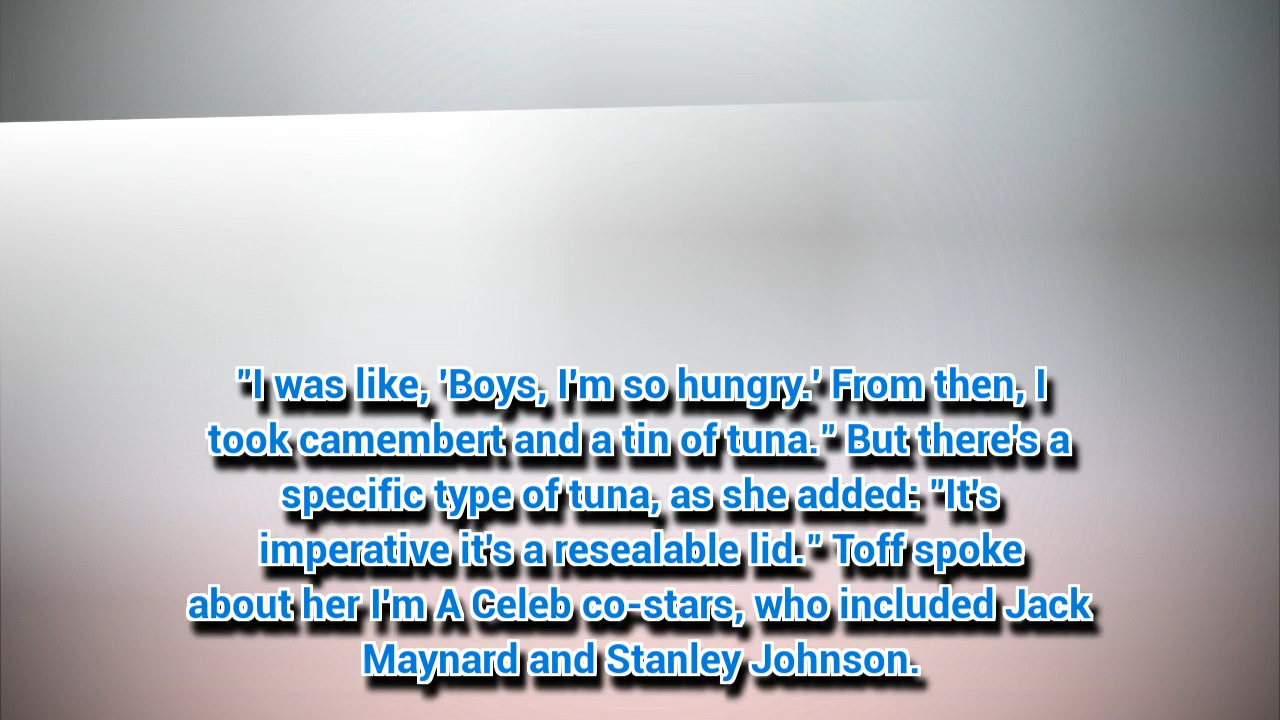 "I was like, 'Boys, I'm so hungry.' From then, I
took camembert and a tin of tuna." But there's a
specific type of tuna, as she added: "It's
imperative it's a resealable lid." Toff spoke
about her I'm A Celeb co-stars, who included Jack
Maynard and Stanley Johnson.